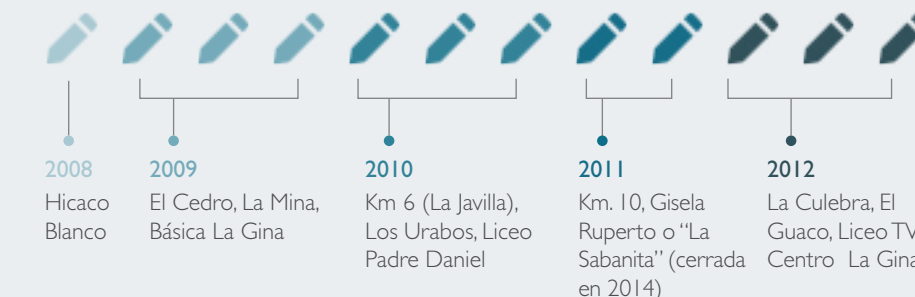 2008
Hicaco
Blanco
2009
El Cedro, La Mina,
Básica La Gina
2010
Km 6 (La Javilla),
Los Urabos, Liceo
Padre Daniel
2011
Km. 10, Gisela
Ruperto o “La
Sabanita” (cerrada
en 2014)
2012
La Culebra, El
Guaco, Liceo TV
Centro La Gina